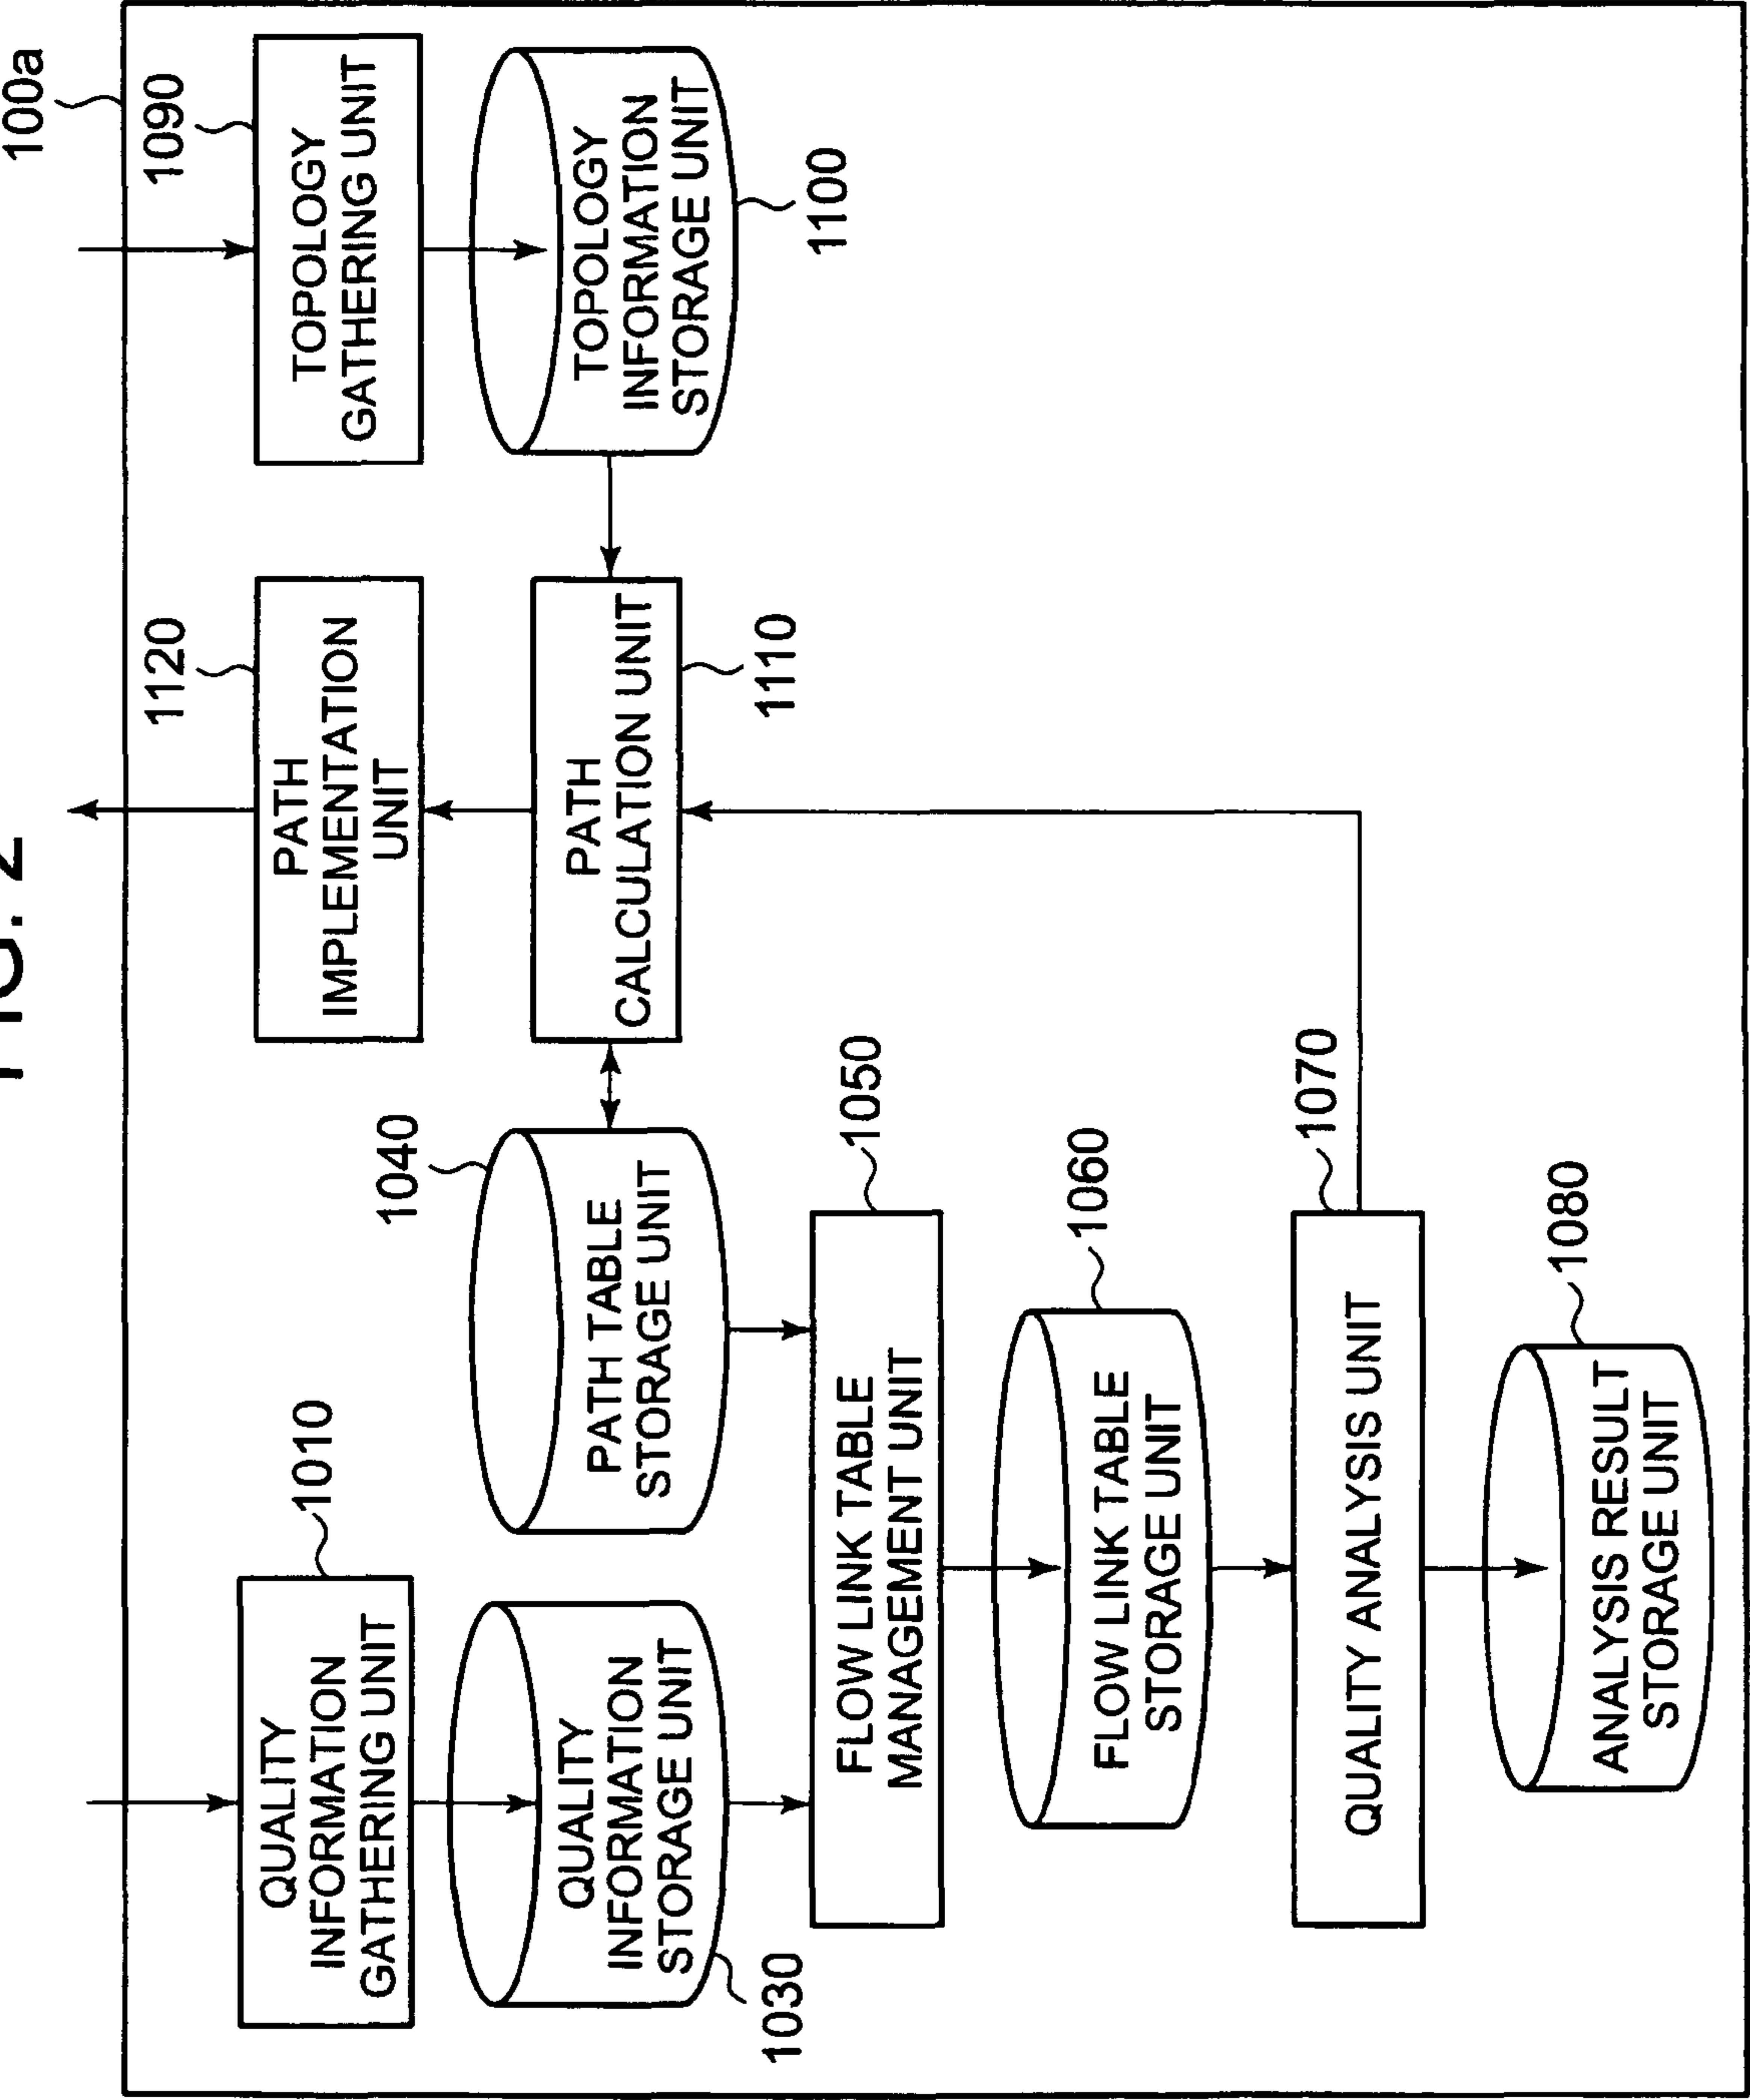 FIG. 2
100a
1010
QUALITY
INFORMATION
GATHERING UNIT
1120
PATH
IMPLEMENTATION
UNIT
1090
TOPOLOGY
GATHERING UNIT
1030
QUALITY
INFORMATION
STORAGE UNIT
1040
PATH TABLE
STORAGE UNIT
PATH
CALCULATION UNIT
1110
TOPOLOGY
INFORMATION
STORAGE UNIT
1100
1050
FLOW LINK TABLE
MANAGEMENT UNIT
1060
FLOW LINK TABLE
STORAGE UNIT
1070
QUALITY ANALYSIS UNIT
1080
ANALYSIS RESULT
STORAGE UNIT